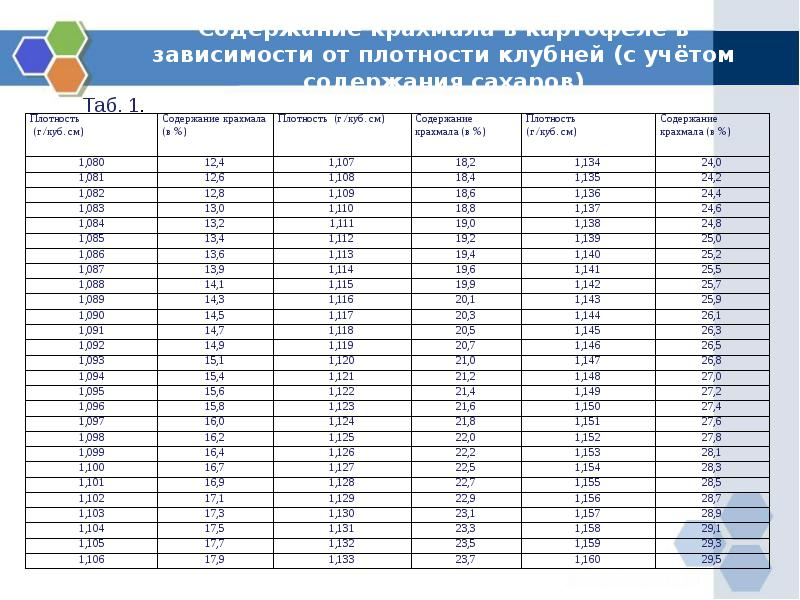 Содержание крахмала в картофеле в
зависимости от плотности клубней (с учётом
содержания сахаров)
Таб. 1.
Плотность (г/куб. см) Содержание крахмала (в %) Плотность (г/куб. см) Содержание крахмала (в %) Плотность (г/куб. см) Содержание крахмала (в %)
1,080 12,4 1,107 18,2 1,134 24,0
1,081 12,6 1,108 18,4 1,135 24,2
1,082 12,8 1,109 18,6 1,136 24,4
1,083 13,0 1,110 18,8 1,137 24,6
1,084 13,2 1,111 19,0 1,138 24,8
1,085 13,4 1,112 19,2 1,139 25,0
1,086 13,6 1,113 19,4 1,140 25,2
1,087 13,9 1,114 19,6 1,141 25,5
1,088 14,1 1,115 19,9 1,142 25,7
1,089 14,3 1,116 20,1 1,143 25,9
1,090 14,5 1,117 20,3 1,144 26,1
1,091 14,7 1,118 20,5 1,145 26,3
1,092 14,9 1,119 20,7 1,146 26,5
1,093 15,1 1,120 21,0 1,147 26,8
1,094 15,4 1,121 21,2 1,148 27,0
1,095 15,6 1,122 21,4 1,149 27,2
1,096 15,8 1,123 21,6 1,150 27,4
1,097 16,0 1,124 21,8 1,151 27,6
1,098 16,2 1,125 22,0 1,152 27,8
1,099 16,4 1,126 22,2 1,153 28,1
1,100 16,7 1,127 22,5 1,154 28,3
1,101 16,9 1,128 22,7 1,155 28,5
1,102 17,1 1,129 22,9 1,156 28,7
1,103 17,3 1,130 23,1 1,157 28,9
1,104 17,5 1,131 23,3 1,158 29,1
1,105 17,7 1,132 23,5 1,159 29,3
1,106 17,9 1,133 23,7 1,160 29,5